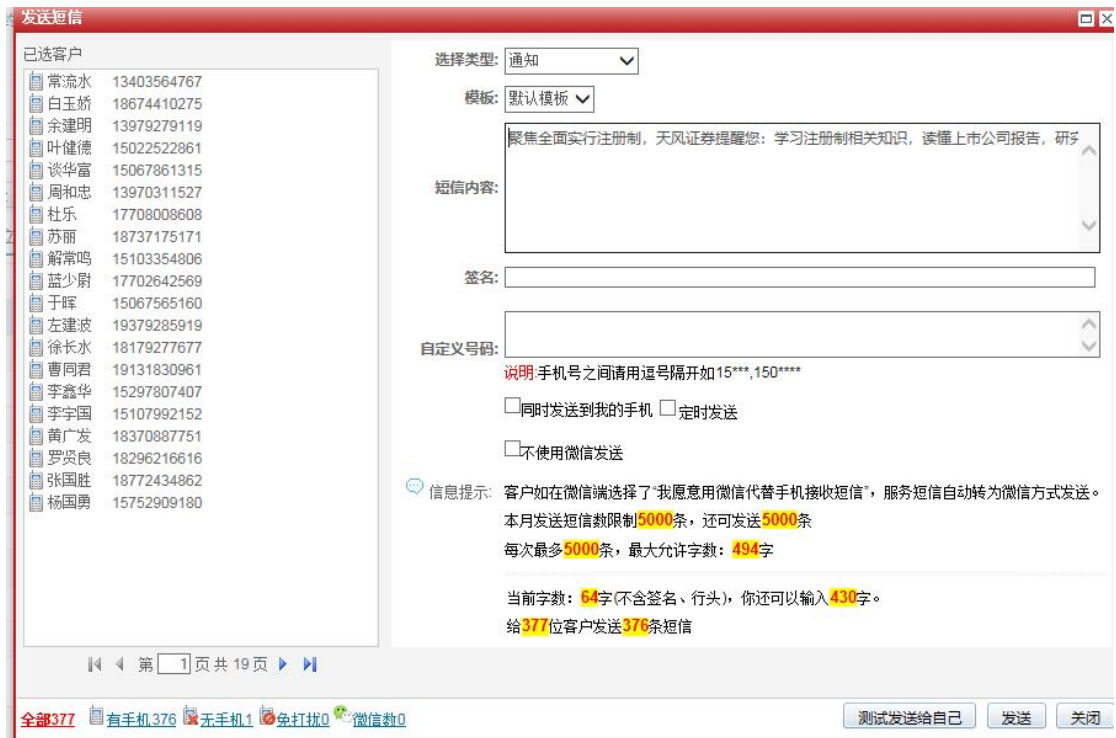 发送短信
已选客户
常流水 13403564767
白玉娇 18674410275
余建明 13979279119
叶健德 15022522861
谈华富 15067861315
周和忠 13970311527
杜乐 17708008608
苏丽 18737175171
解常鸣 15103354806
蓝少尉 17702642569
于晖 15067565160
左建波 19379285919
徐长水 18179277677
曹同君 19131830961
李鑫华 15297807407
李宇国 15107992152
黄广发 18370887751
罗贤良 18296216616
张国胜 18772434862
杨国勇 15752909180
第 1 页共 19 页
选择类型: 通知
模板: 默认模板
短信内容: 聚焦全面实行注册制，天风证券提醒您：学习注册制相关知识，读懂上市公司报告，研究
签名:
自定义号码:
说明:手机号之间请用逗号隔开如15***,150****
同时发送到我的手机 定时发送
不使用微信发送
信息提示: 客户如在微信端选择了“我愿意用微信代替手机接收短信”，服务短信自动转为微信方式发送。
本月发送短信数限制5000条，还可发送5000条
每次最多5000条，最大允许字数：494字
当前字数：64字(不含签名、行头)，你还可以输入430字。
给377位客户发送376条短信
全部377 有手机376 无手机1 免打扰0 微信数0
测试发送给自己 发送 关闭